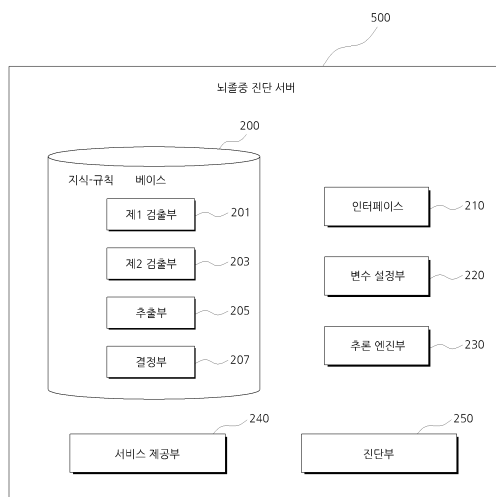 500
뇌졸중 진단 서버
200
지식-규칙 베이스
제1 검출부 201
제2 검출부 203
추출부 205
결정부 207
인터페이스 210
변수 설정부 220
추론 엔진부 230
240
서비스 제공부
250
진단부